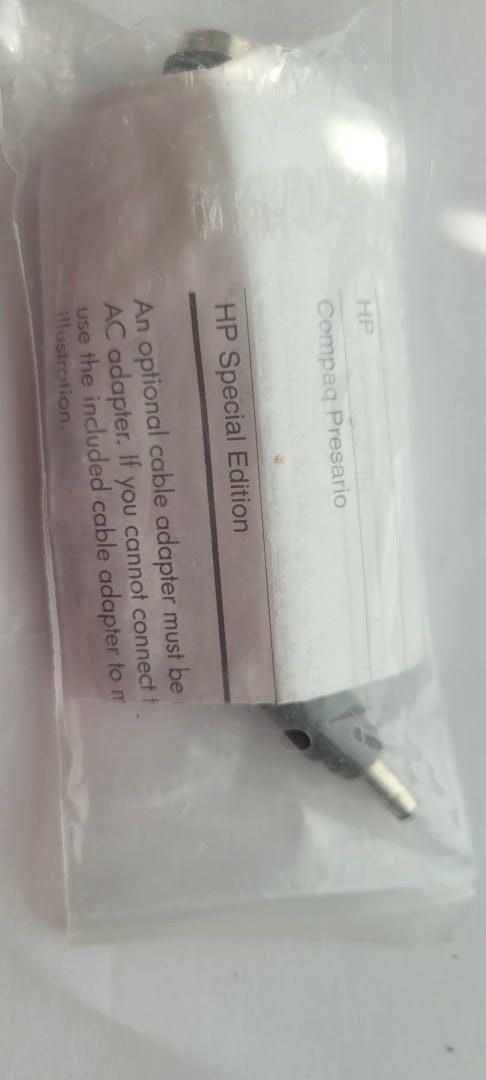 HP
Compaq Presario
HP Special Edition
An optional cable adapter must be
AC adapter. If you cannot connect
use the included cable adapter to
illustration.